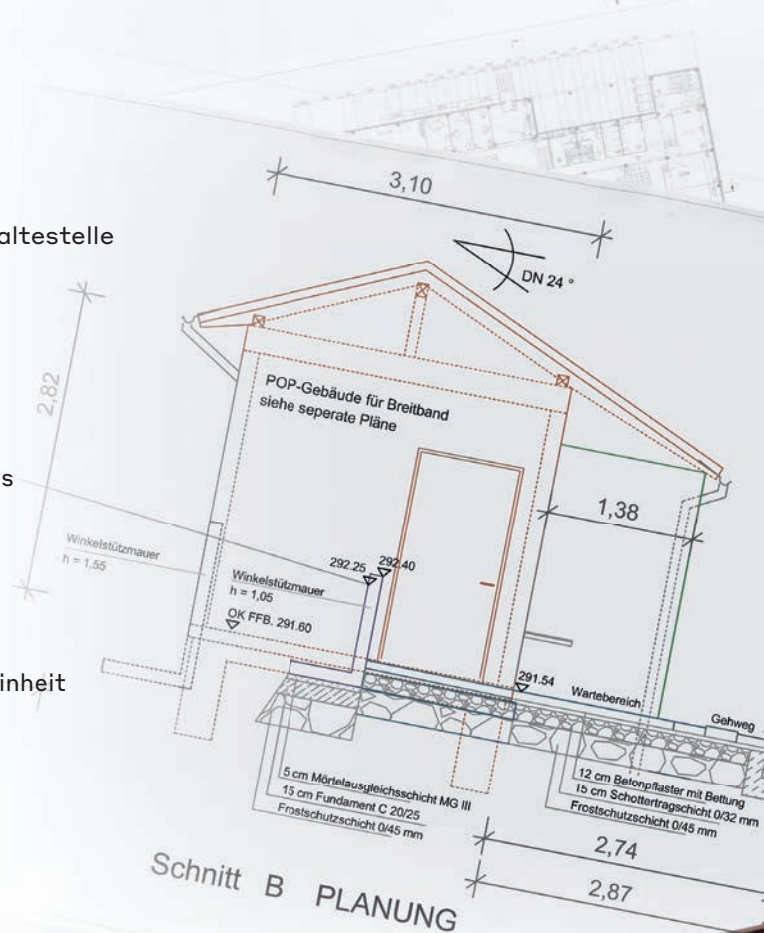 3,10
altestelle
DN 24 °
2,82
POP-Gebäude für Breitband
siehe seperate Pläne
s
1,38
Winkelstützmauer
h = 1,55
292.25
292.40
Winkelstützmauer
h = 1,05
OK FFB. 291.60
inheit
291.54
Wartebereich
Gehweg
5 cm Mörtelausgleichsschicht MG III
15 cm Fundament C 20/25
Frostschutzschicht 0/45 mm
12 cm Betonpflaster mit Bettung
15 cm Schottertragschicht 0/32 mm
Frostschutzschicht 0/45 mm
2,74
2,87
Schnitt B PLANUNG